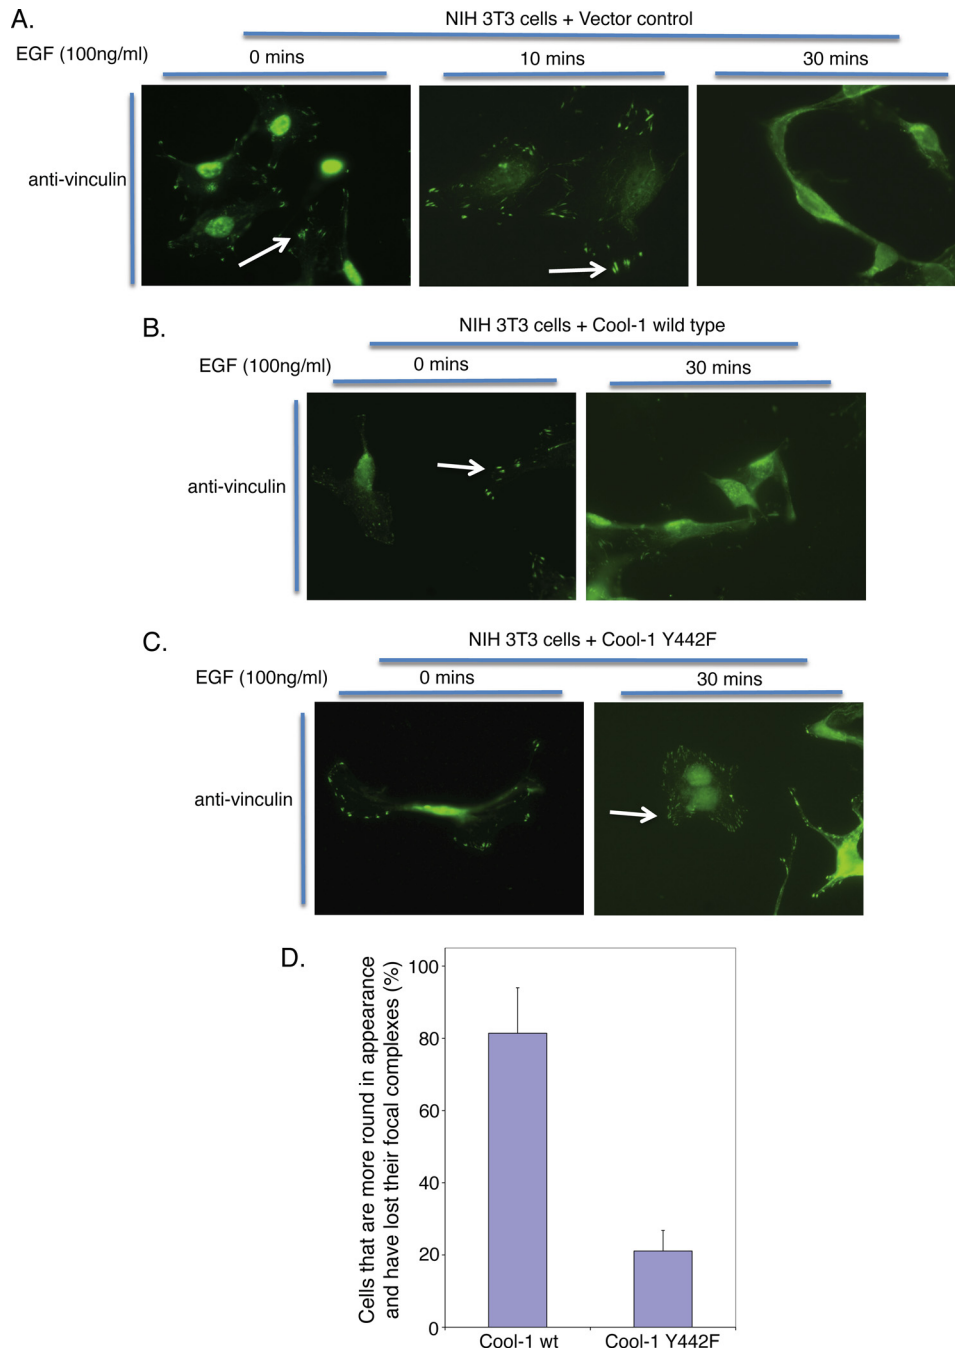 A.
NIH 3T3 cells + Vector control
EGF (100ng/ml)
0 mins
10 mins
30 mins
anti-vinculin
B.
NIH 3T3 cells + Cool-1 wild type
EGF (100ng/ml)
0 mins
30 mins
anti-vinculin
C.
NIH 3T3 cells + Cool-1 Y442F
EGF (100ng/ml)
0 mins
30 mins
anti-vinculin
D.
Cells that are more round in appearance
and have lost their focal complexes (%)
100
80
60
40
20
0
Cool-1 wt
Cool-1 Y442F